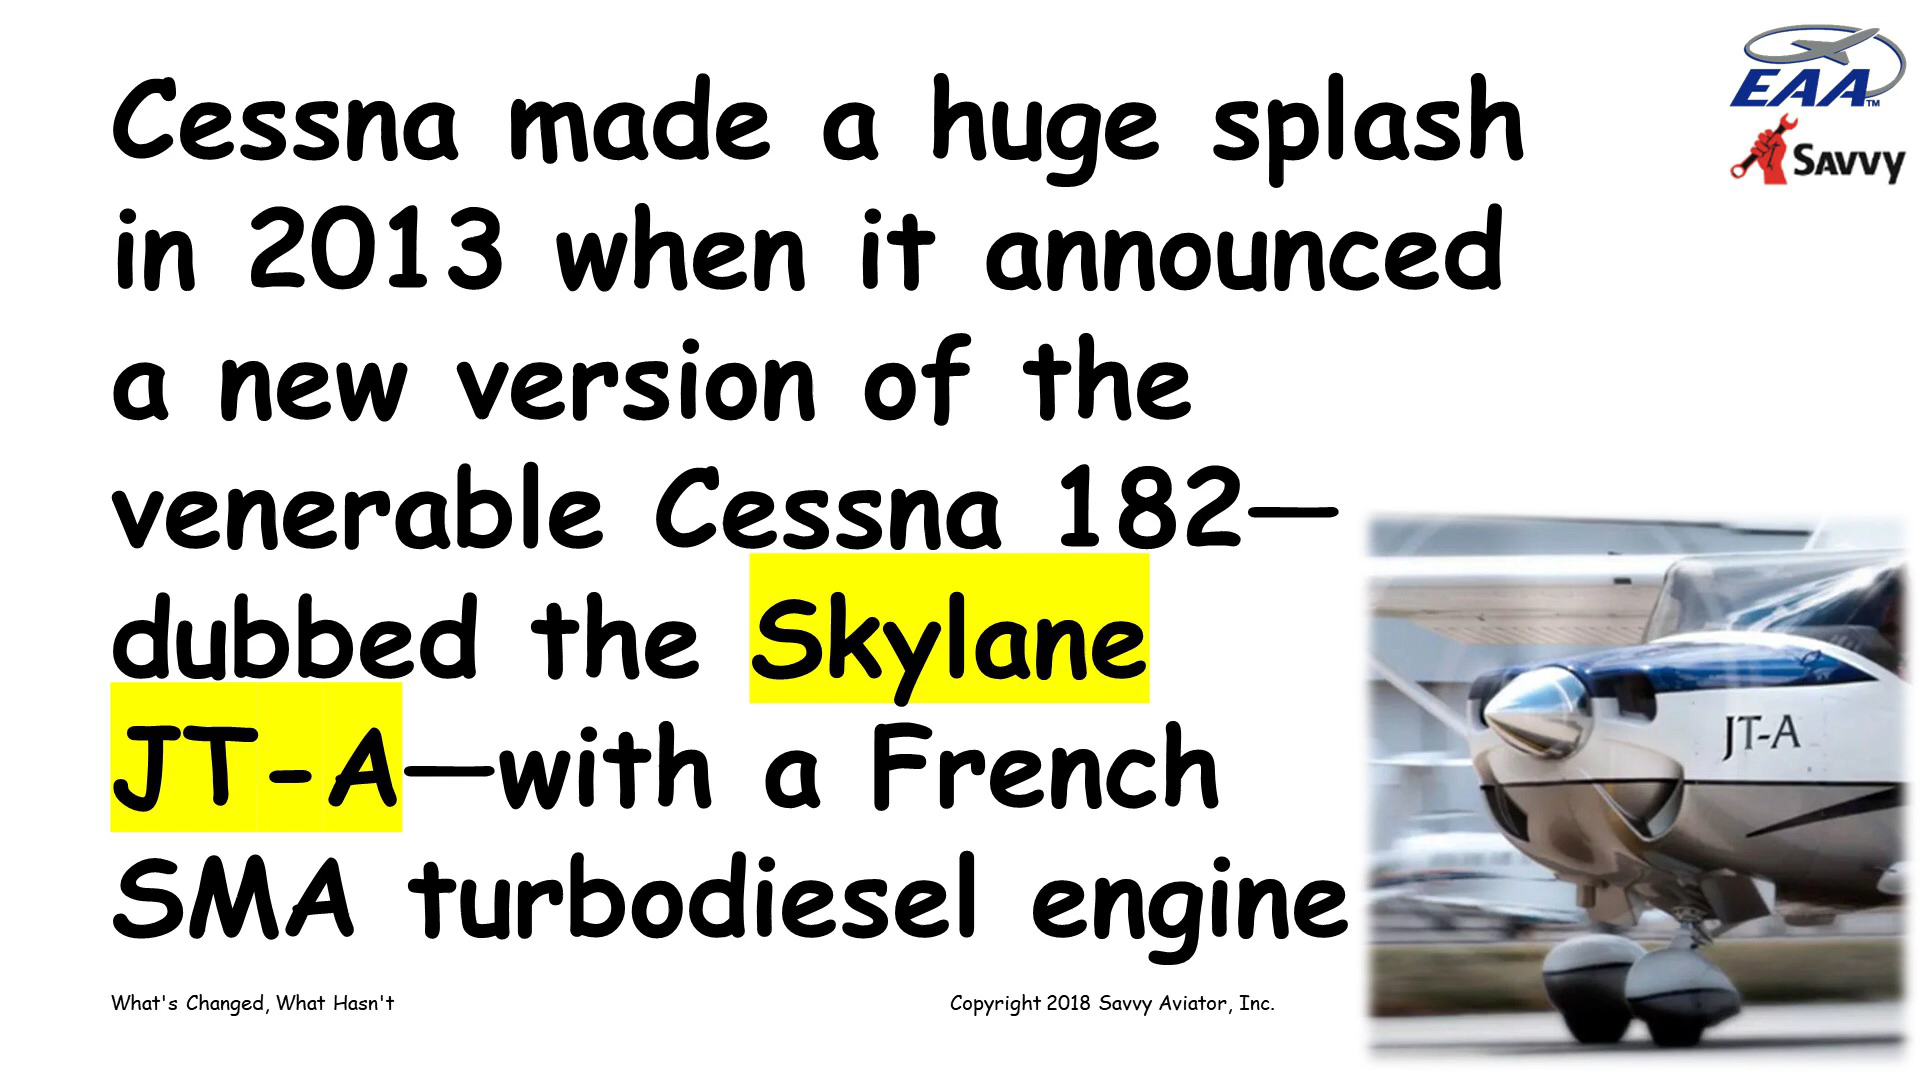 EAA™
SAVVY
Cessna made a huge splash
in 2013 when it announced
a new version of the
venerable Cessna 182—
dubbed the Skylane
JT-A—with a French
SMA turbodiesel engine
JT-A
What's Changed, What Hasn't
Copyright 2018 Savvy Aviator, Inc.